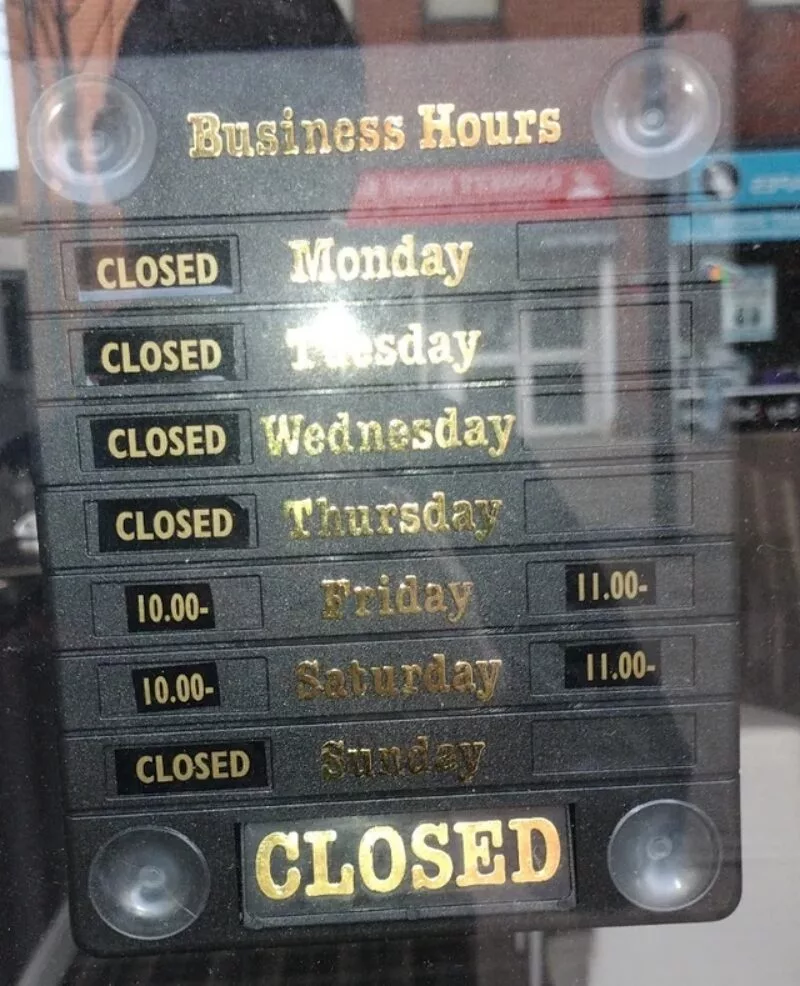 Business Hours
CLOSED Monday
CLOSED Tuesday
CLOSED Wednesday
CLOSED Thursday
10.00- Friday 11.00-
10.00- Saturday 11.00-
CLOSED Sunday
CLOSED